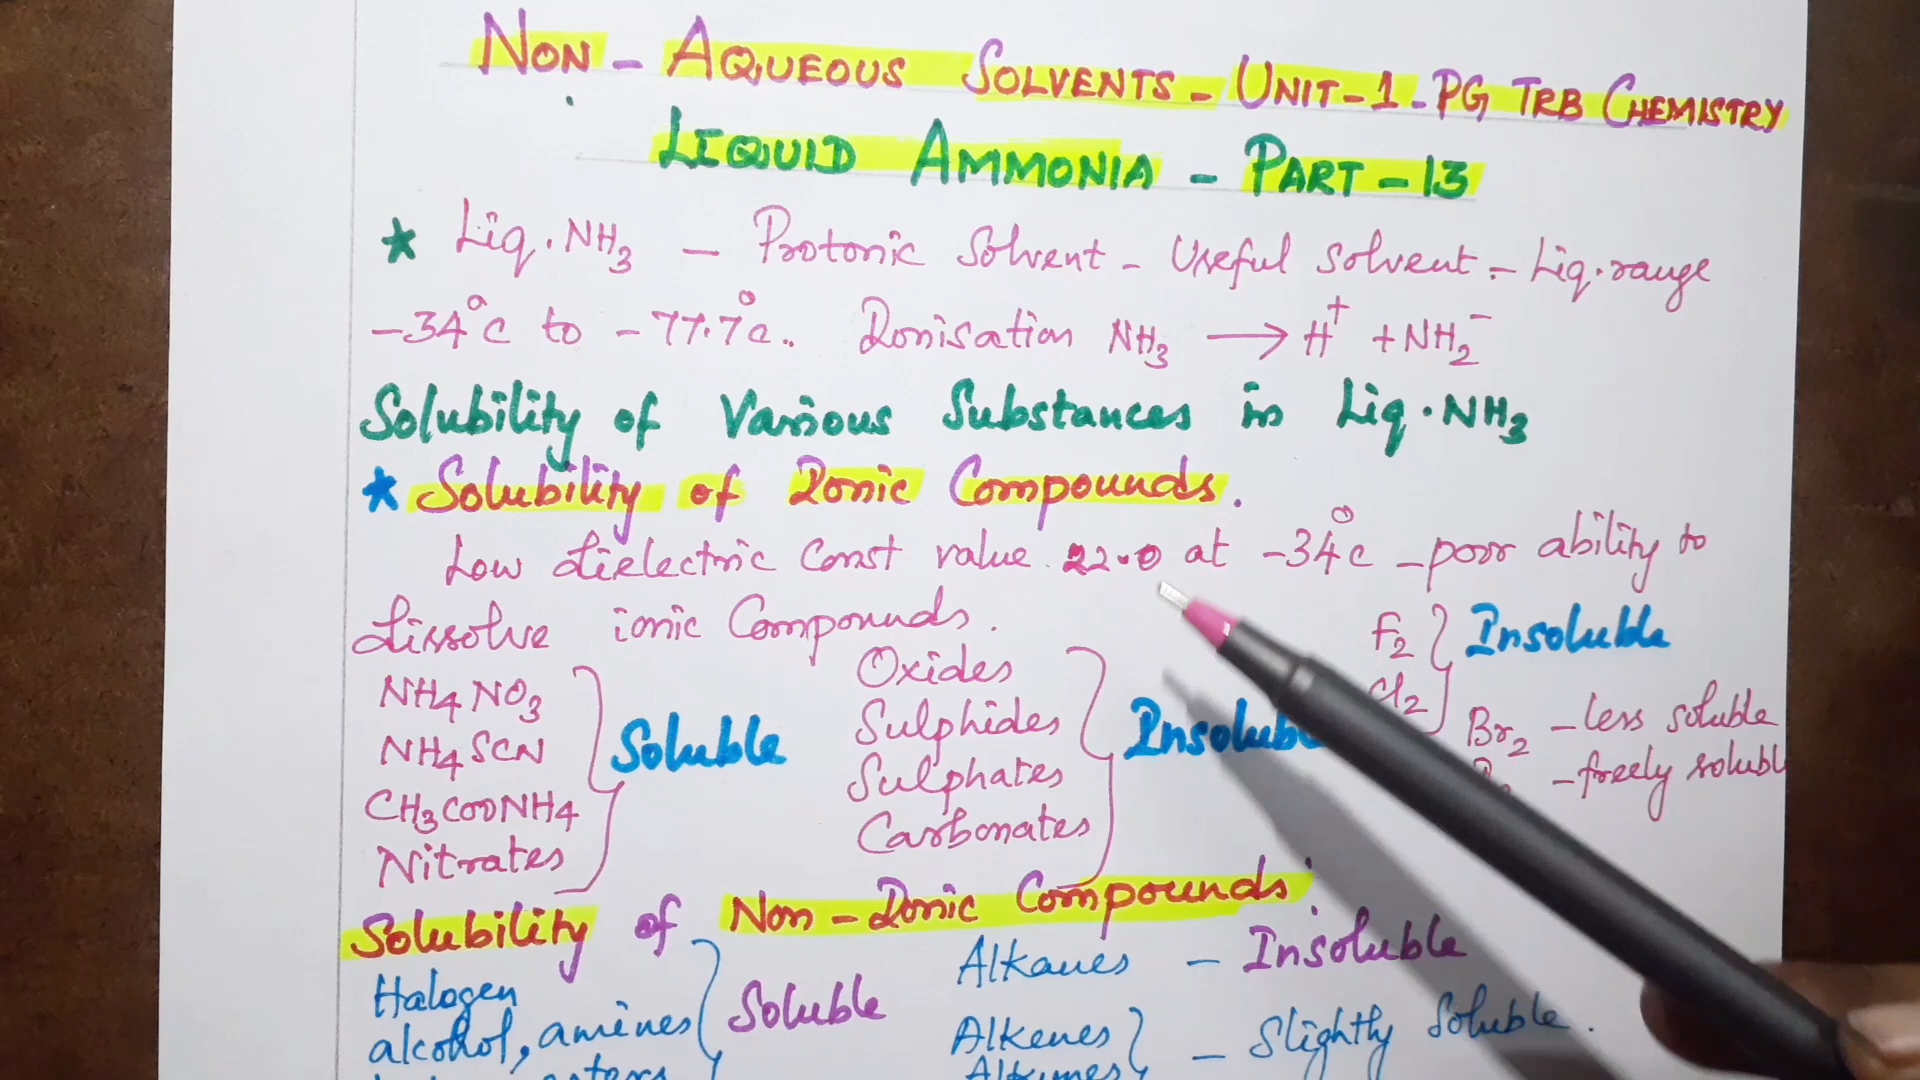 NON - AQUEOUS SOLVENTS - UNIT-1 - PG TRB CHEMISTRY
LIQUID AMMONIA - PART - 13
★ Liq. NH3 - Protonic Solvent - Useful solvent - Liq. range
-34°c to -77.7°c. Ionisation NH3 → H+ + NH2-
Solubility of Various Substances in Liq. NH3
★ Solubility of Ionic Compounds.
Low dielectric Const value 22.0 at -34°c - poor ability to
dissolve ionic Compounds.
NH4NO3
NH4SCN
CH3COONH4
Nitrates
Soluble
Oxides
Sulphides
Sulphates
Carbonates
F2
Cl2
Insoluble
Br2 - less soluble
- freely
Solubility of Non-Ionic Compounds
Halogen
alcohol, amines
Soluble
Alkanes - Insoluble
Alkenes
- Slightly Soluble.